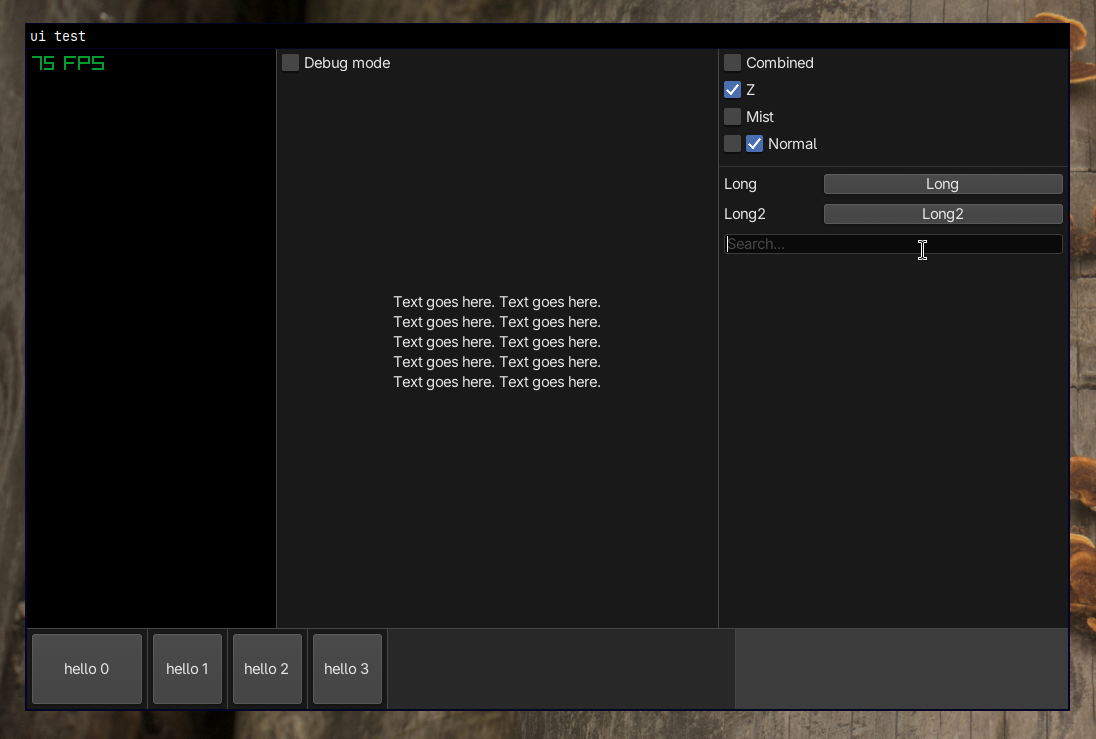 ui test
75 FPS
Debug mode
Combined
Z
Mist
Normal
Long Long
Long2 Long2
Search...
Text goes here. Text goes here.
Text goes here. Text goes here.
Text goes here. Text goes here.
Text goes here. Text goes here.
Text goes here. Text goes here.
hello 0 hello 1 hello 2 hello 3